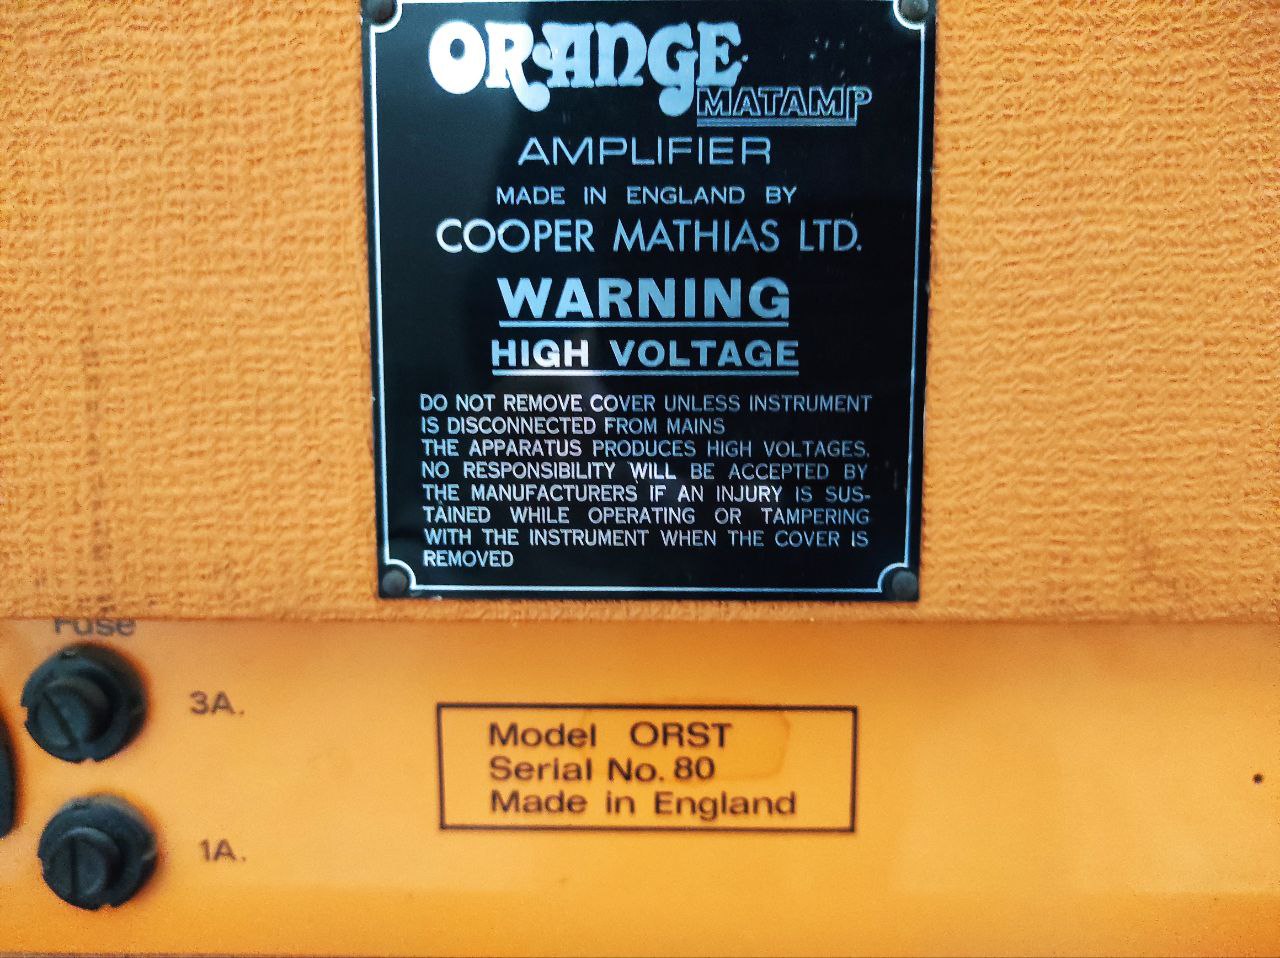 ORANGE
MATAMP
AMPLIFIER
MADE IN ENGLAND BY
COOPER MATHIAS LTD.
WARNING
HIGH VOLTAGE
DO NOT REMOVE COVER UNLESS INSTRUMENT
IS DISCONNECTED FROM MAINS
THE APPARATUS PRODUCES HIGH VOLTAGES.
NO RESPONSIBILITY WILL BE ACCEPTED BY
THE MANUFACTURERS IF AN INJURY IS SUS-
TAINED WHILE OPERATING OR TAMPERING
WITH THE INSTRUMENT WHEN THE COVER IS
REMOVED
Fuse
3A.
1A.
Model ORST
Serial No. 80
Made in England